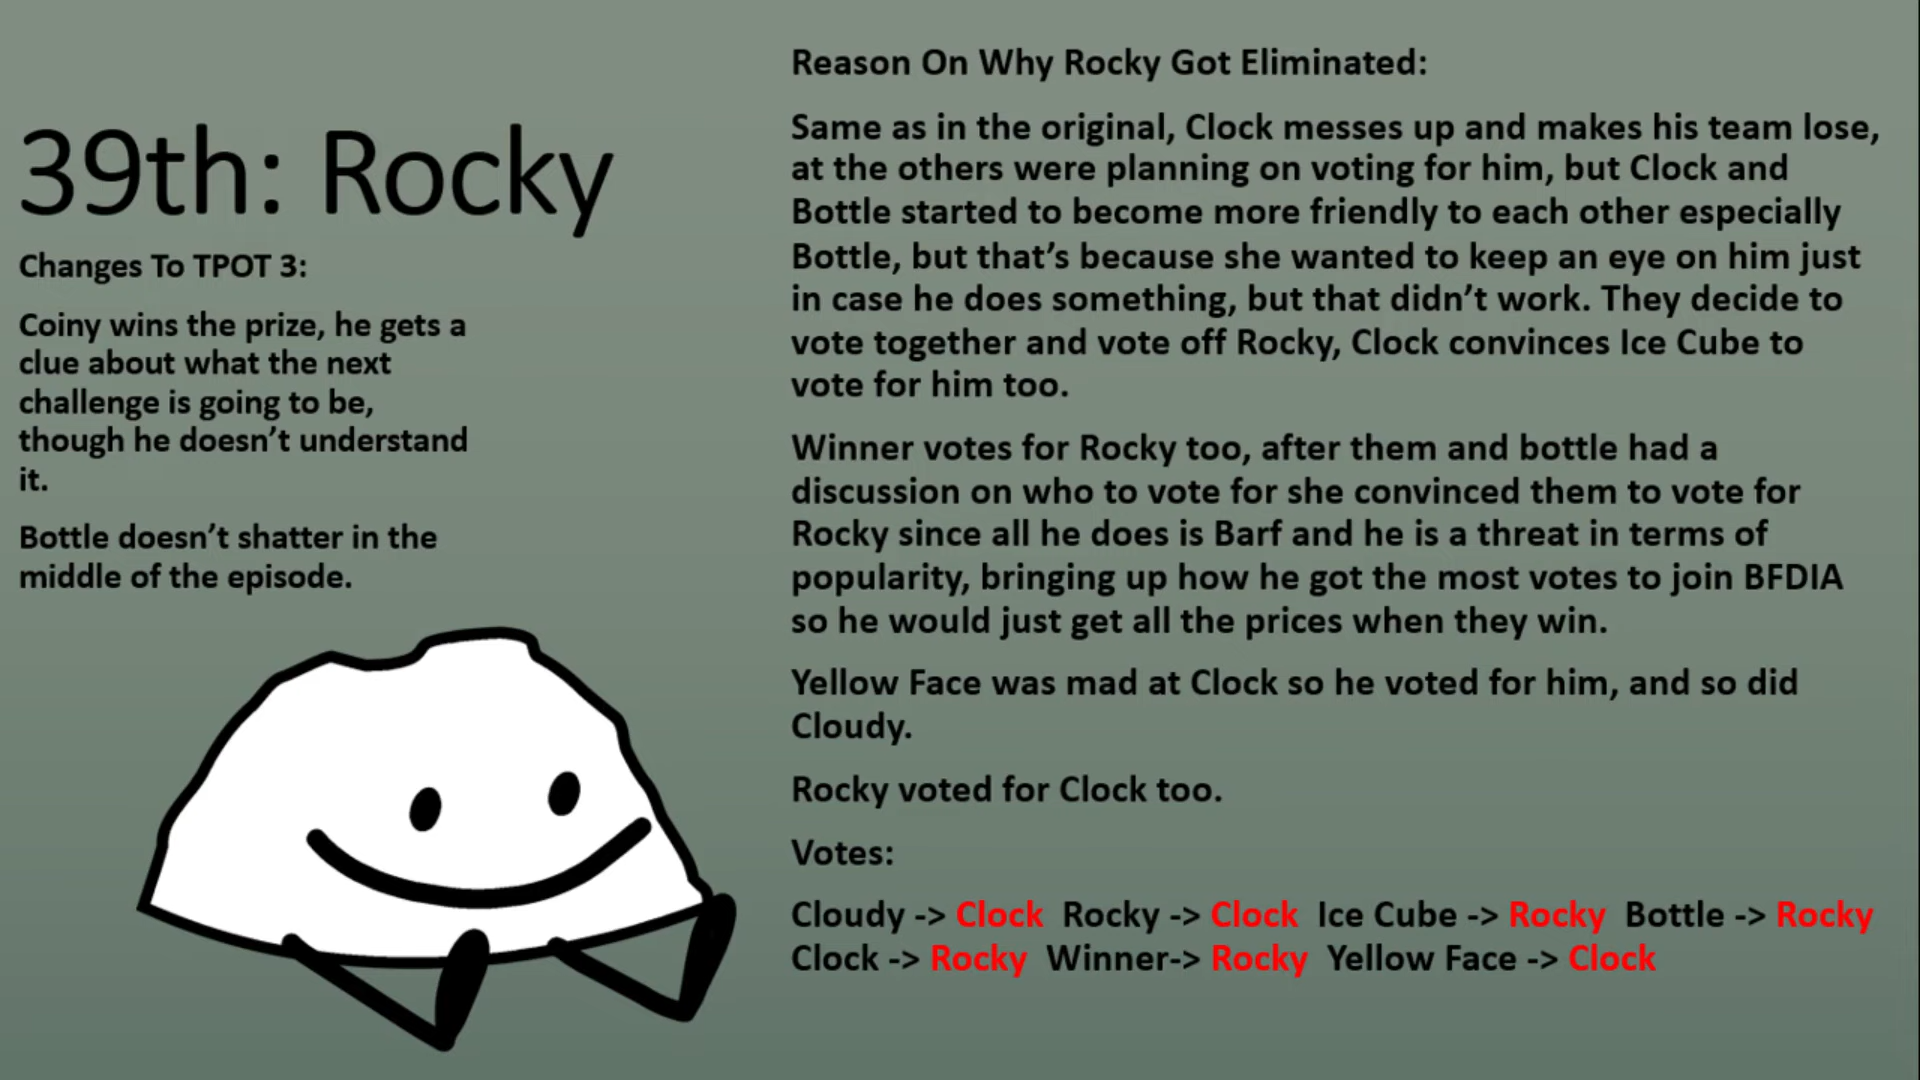 39th: Rocky
Changes To TPOT 3:
Coiny wins the prize, he gets a
clue about what the next
challenge is going to be,
though he doesn’t understand
it.
Bottle doesn’t shatter in the
middle of the episode.
Reason On Why Rocky Got Eliminated:
Same as in the original, Clock messes up and makes his team lose,
at the others were planning on voting for him, but Clock and
Bottle started to become more friendly to each other especially
Bottle, but that’s because she wanted to keep an eye on him just
in case he does something, but that didn’t work. They decide to
vote together and vote off Rocky, Clock convinces Ice Cube to
vote for him too.
Winner votes for Rocky too, after them and bottle had a
discussion on who to vote for she convinced them to vote for
Rocky since all he does is Barf and he is a threat in terms of
popularity, bringing up how he got the most votes to join BFDIA
so he would just get all the prices when they win.
Yellow Face was mad at Clock so he voted for him, and so did
Cloudy.
Rocky voted for Clock too.
Votes:
Cloudy -> Clock  Rocky -> Clock  Ice Cube -> Rocky  Bottle -> Rocky
Clock -> Rocky  Winner-> Rocky  Yellow Face -> Clock